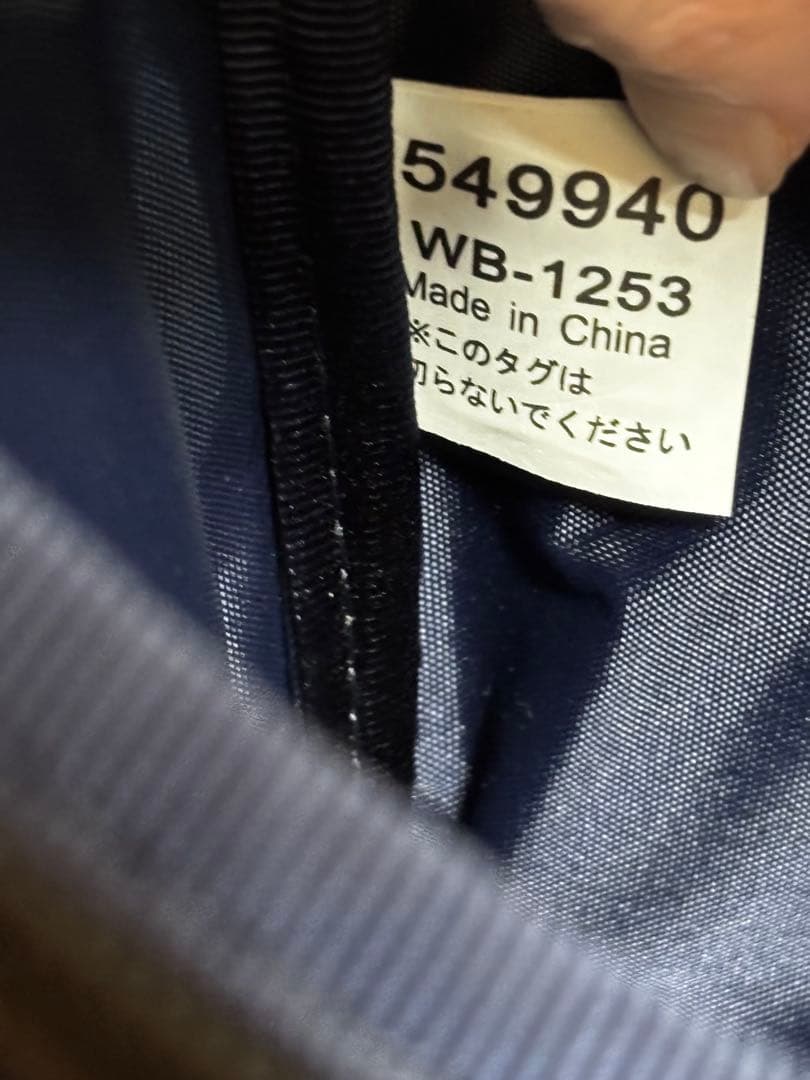 549940
WB-1253
Made in China
※このタグは
切らないでください